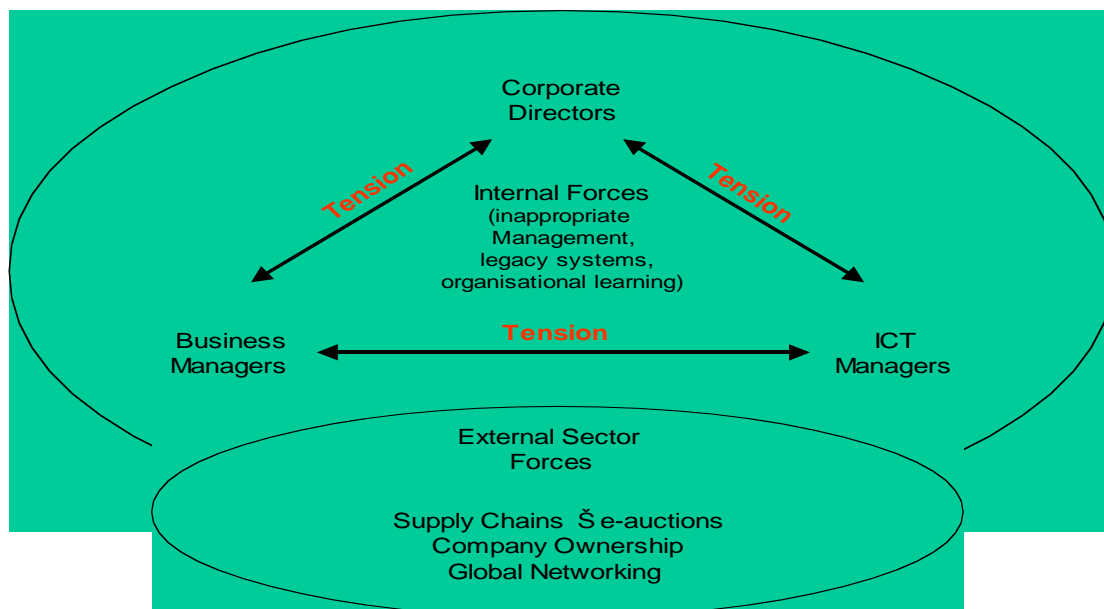 Corporate
Directors
Tension
Tension
Internal Forces
(inappropriate
Management,
legacy systems,
organisational learning)
Tension
Business
Managers
ICT
Managers
External Sector
Forces
Supply Chains Š e-auctions
Company Ownership
Global Networking